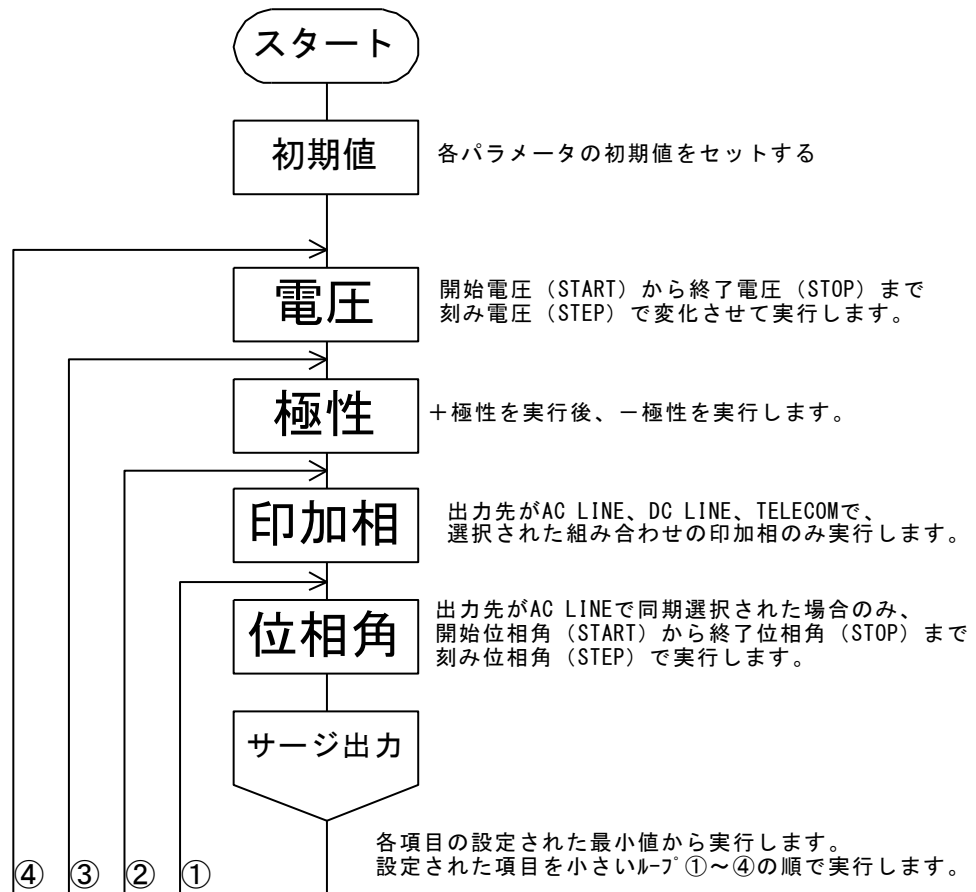 スタート
初期値
各パラメータの初期値をセットする
電圧
開始電圧（START）から終了電圧（STOP）まで
刻み電圧（STEP）で変化させて実行します。
極性
＋極性を実行後、－極性を実行します。
印加相
出力先がAC LINE、DC LINE、TELECOMで、
選択された組み合わせの印加相のみ実行します。
位相角
出力先がAC LINEで同期選択された場合のみ、
開始位相角（START）から終了位相角（STOP）まで
刻み位相角（STEP）で実行します。
サージ出力
各項目の設定された最小値から実行します。
設定された項目を小さいﾙｰﾌﾟ①～④の順で実行します。
④ ③ ② ①